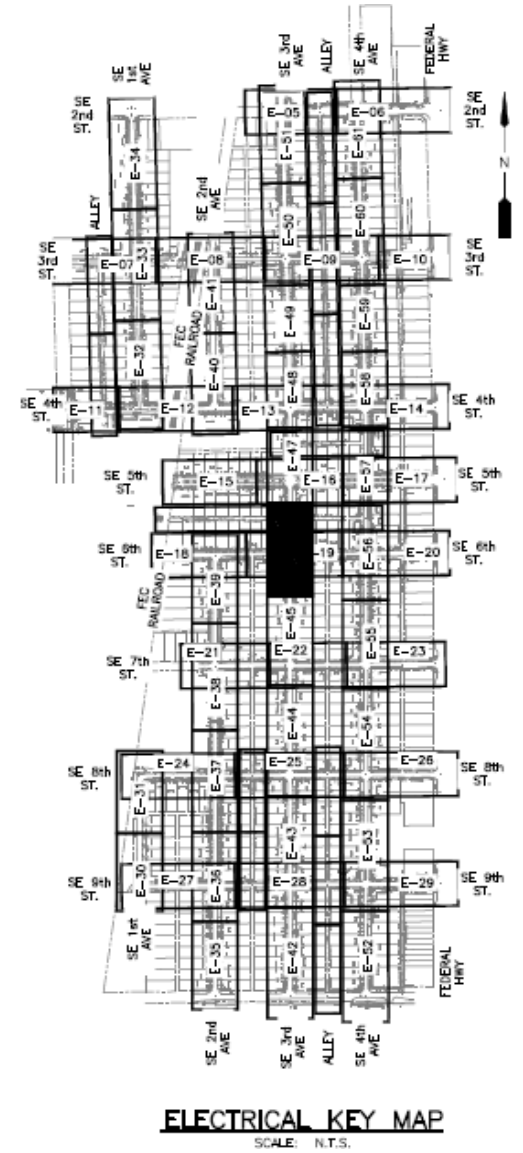 SE 1st AVE
SE 3rd AVE
ALLEY
SE 4th AVE
FEDERAL HWY
SE 2nd ST.
E-05
E-06
SE 2nd ST.
E-51
E-61
E-34
N
ALLEY
SE 2nd AVE
E-50
E-60
SE 3rd ST.
E-07
E-33
E-08
E-09
E-10
SE 3rd ST.
E-41
E-49
E-59
FEC RAILROAD
E-32
E-40
E-48
E-58
SE 4th ST.
E-11
E-12
E-13
E-14
SE 4th ST.
E-47
SE 5th ST.
E-15
E-16
E-57
E-17
SE 5th ST.
SE 6th ST.
E-18
-19
E-56
E-20
SE 6th ST.
FEC RAILROAD
E-39
E-45
E-55
SE 7th ST.
E-21
E-22
E-23
E-38
E-44
E-54
SE 8th ST.
E-24
E-37
E-25
E-26
SE 8th ST.
E-31
E-43
E-53
SE 9th ST.
E-30
E-27
E-36
E-28
E-29
SE 9th ST.
SE 1st AVE
E-35
E-42
E-52
FEDERAL HWY
SE 2nd AVE
SE 3rd AVE
ALLEY
SE 4th AVE
ELECTRICAL KEY MAP
SCALE: N.T.S.